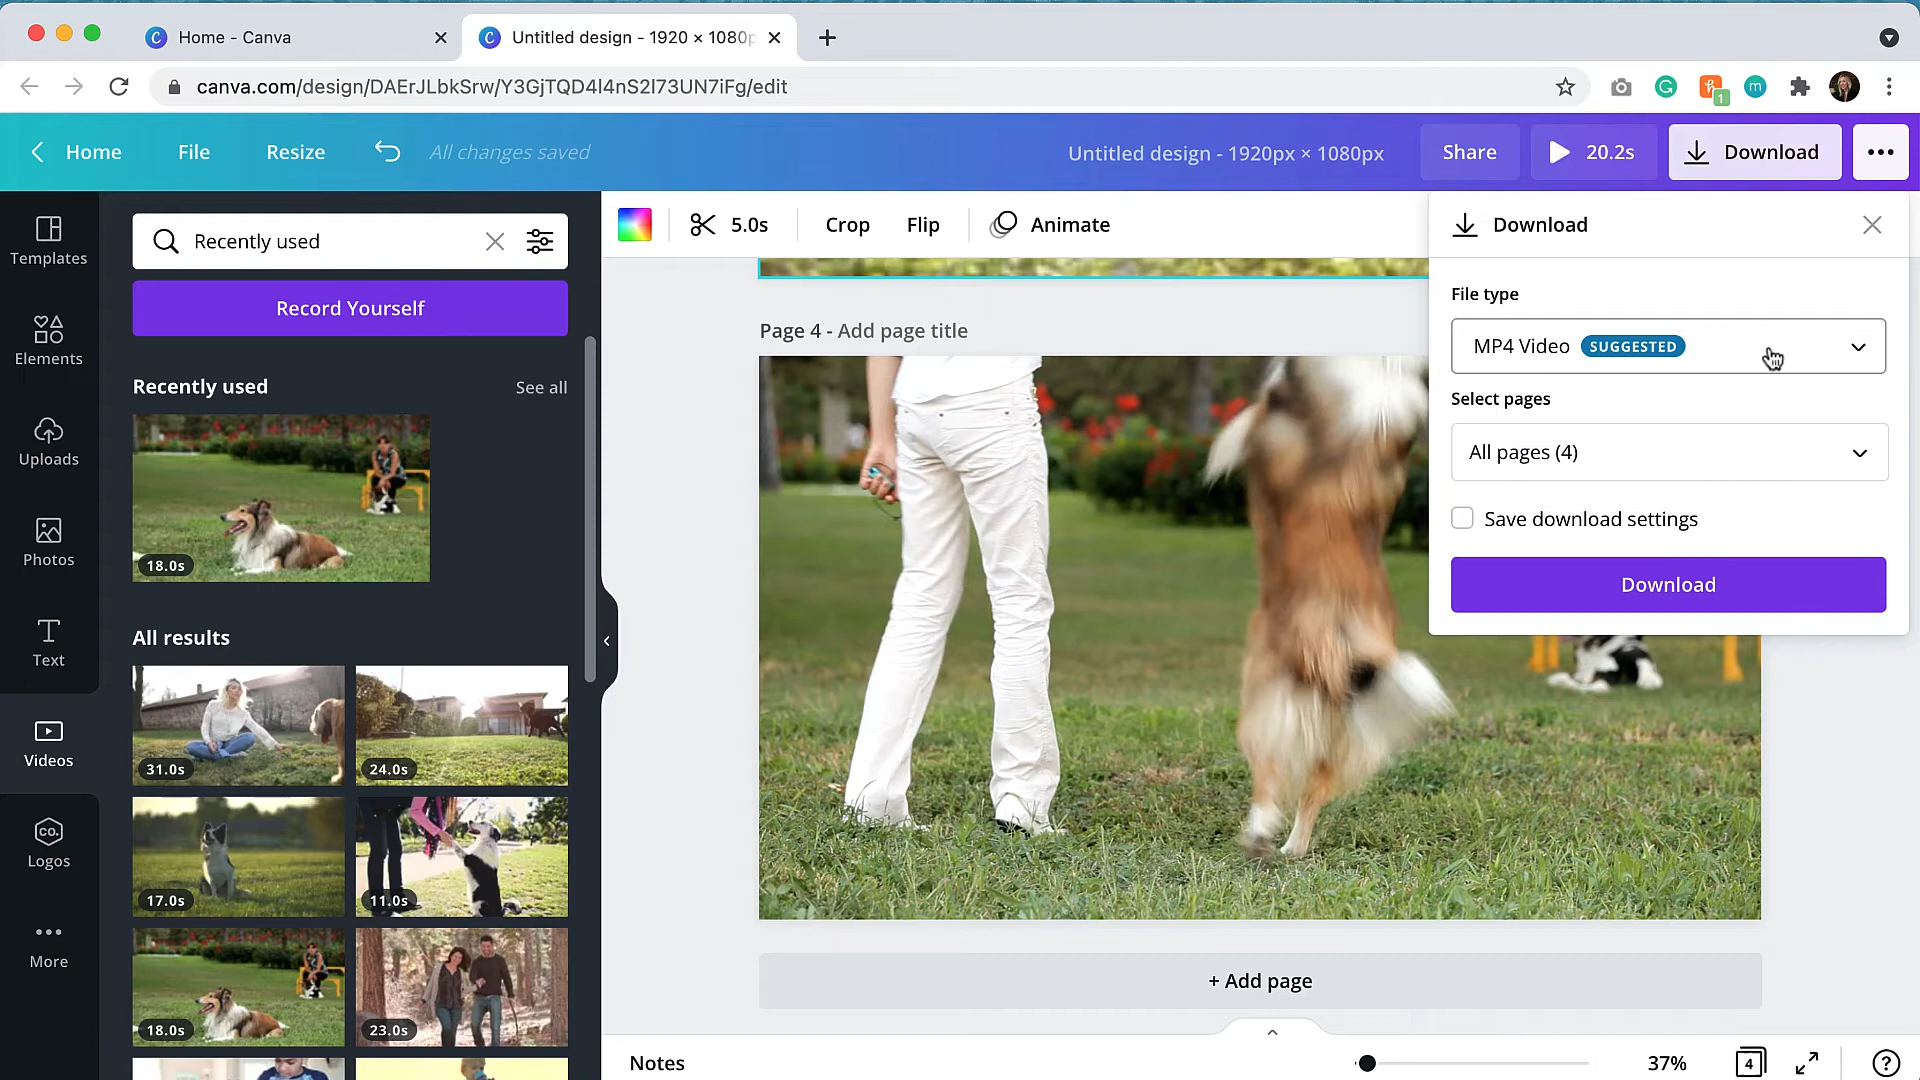 Home - Canva
Untitled design - 1920 × 1080p
canva.com/design/DAErJLbkSrw/Y3GjTQD4l4nS2l73UN7iFg/edit
1
m
Home
File
Resize
All changes saved
Untitled design - 1920px × 1080px
Share
20.2s
Download
Templates
Elements
Uploads
Photos
Text
Videos
CO.
Logos
More
Recently used
Record Yourself
Recently used
See all
18.0s
All results
31.0s
24.0s
17.0s
11.0s
18.0s
23.0s
5.0s
Crop
Flip
Animate
Page 4 - Add page title
Download
File type
MP4 Video SUGGESTED
Select pages
All pages (4)
Save download settings
Download
+ Add page
Notes
37%
4
?